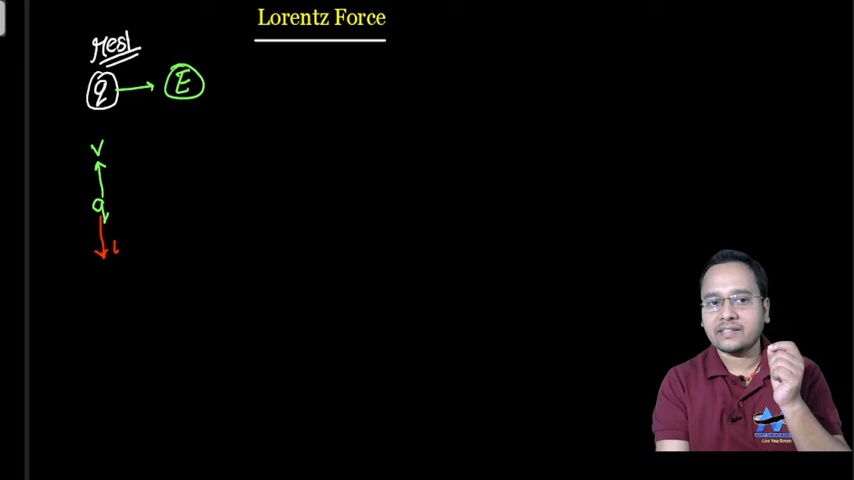 Lorentz Force
rest
q → E
v
q